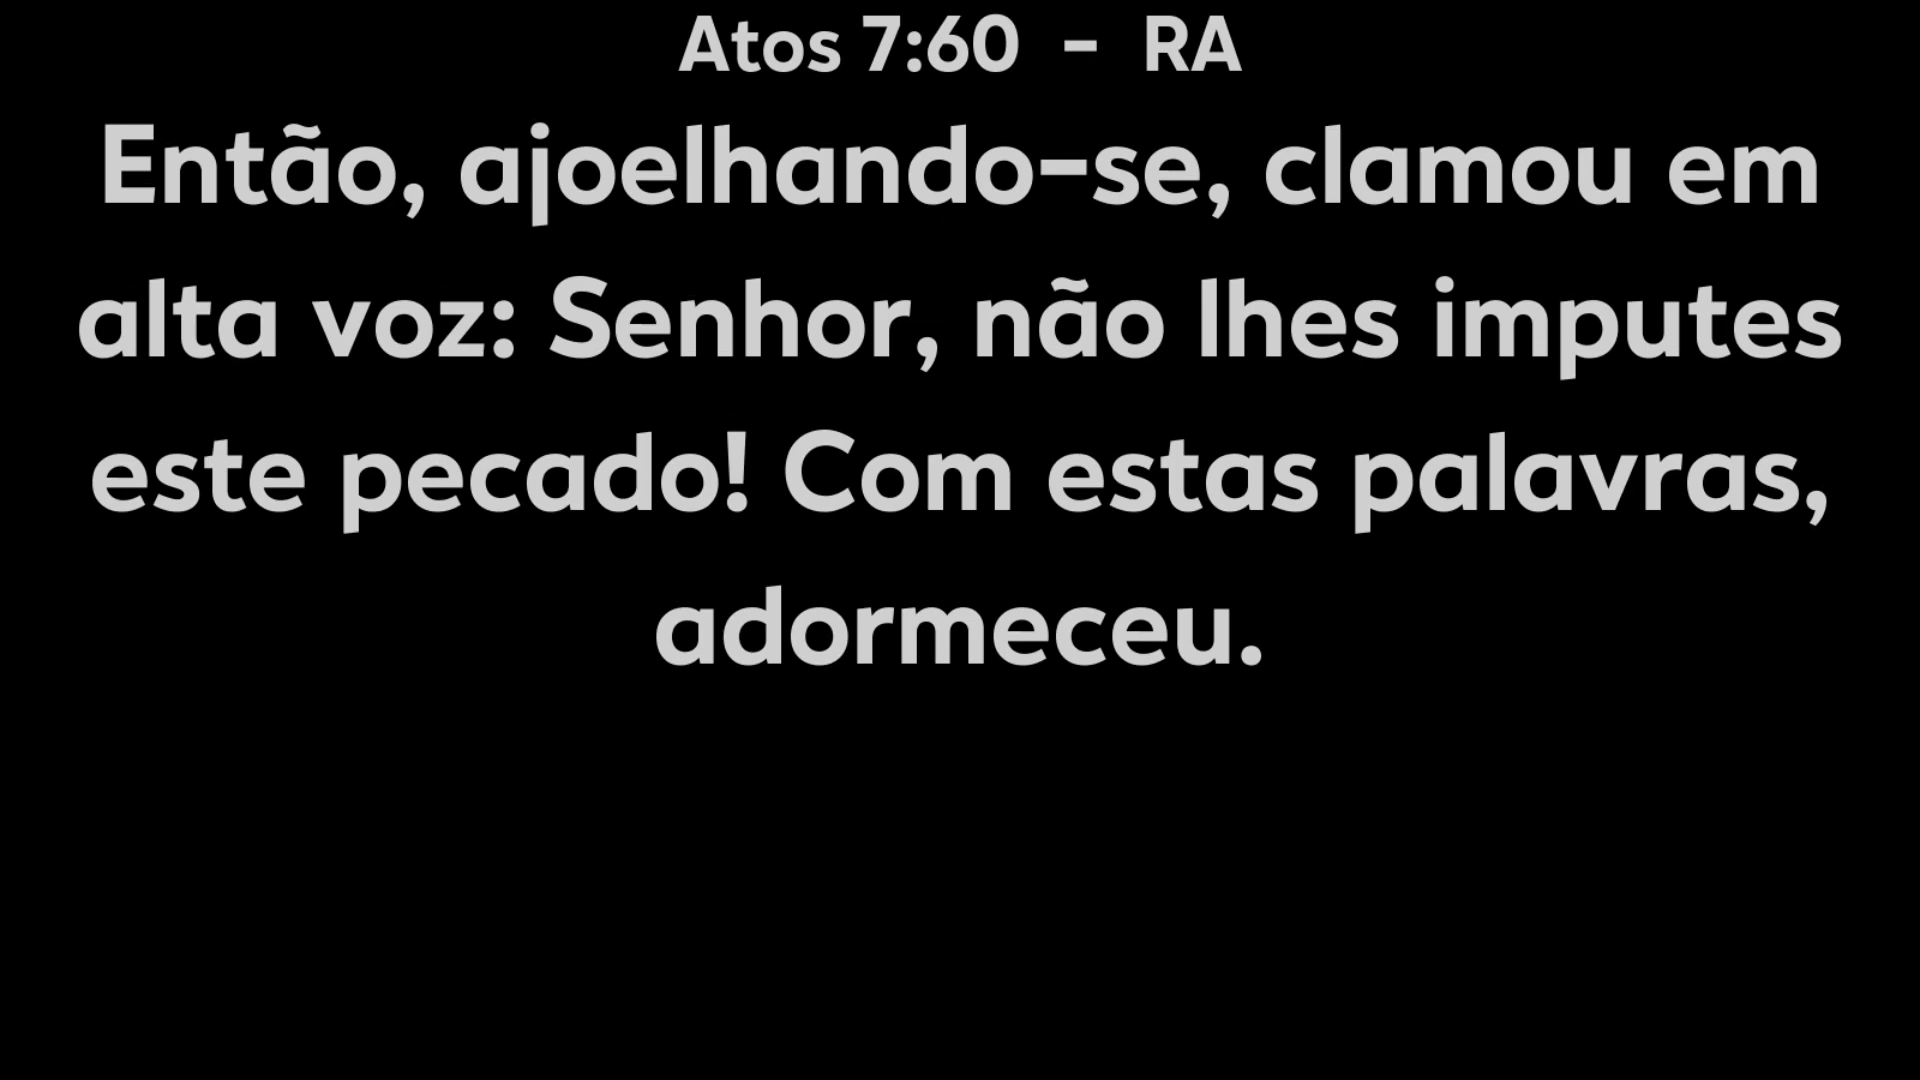 Atos 7:60 - RA
Então, ajoelhando-se, clamou em
alta voz: Senhor, não lhes imputes
este pecado! Com estas palavras,
adormeceu.